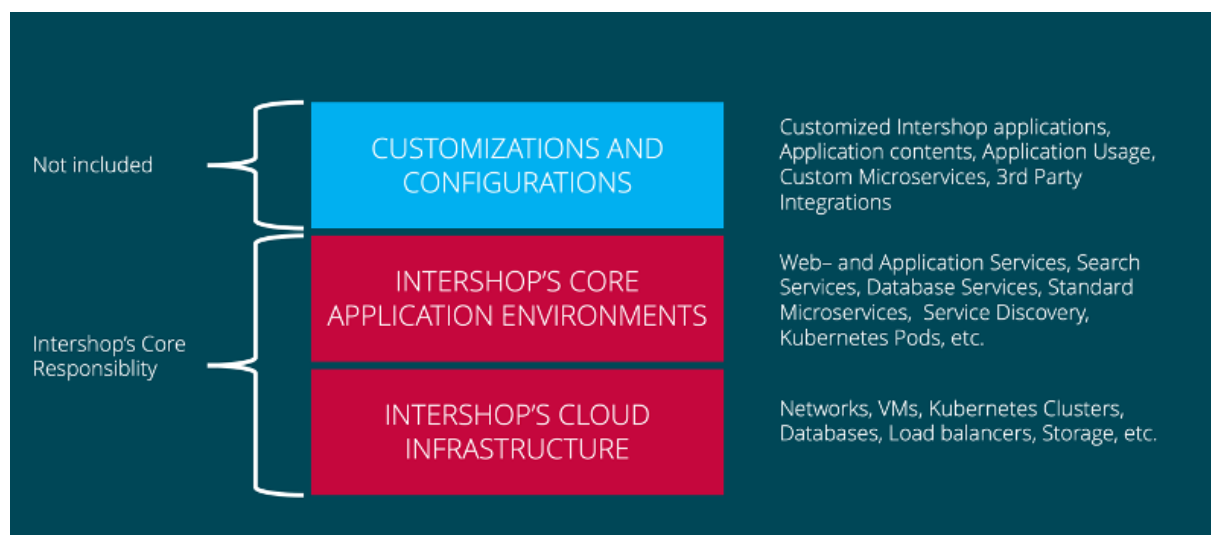 Not included
CUSTOMIZATIONS AND
CONFIGURATIONS
Customized Intershop applications,
Application contents, Application Usage,
Custom Microservices, 3rd Party
Integrations
Intershop's Core
Responsiblity
INTERSHOP'S CORE
APPLICATION ENVIRONMENTS
Web– and Application Services, Search
Services, Database Services, Standard
Microservices,  Service Discovery,
Kubernetes Pods, etc.
INTERSHOP'S CLOUD
INFRASTRUCTURE
Networks, VMs, Kubernetes Clusters,
Databases, Load balancers, Storage, etc.